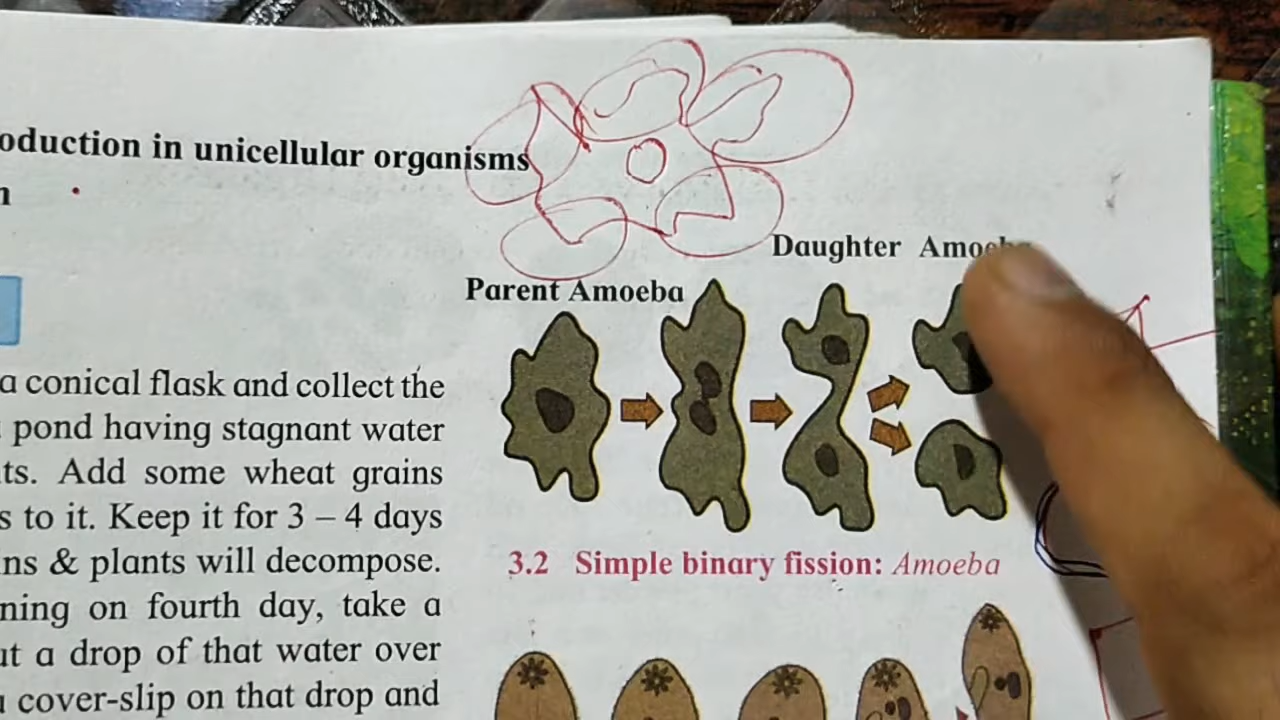 oduction in unicellular organisms
Daughter
Parent Amoeba
a conical flask and collect the
pond having stagnant water
ts. Add some wheat grains
s to it. Keep it for 3 – 4 days
ns & plants will decompose.
ning on fourth day, take a
ut a drop of that water over
a cover-slip on that drop and
3.2 Simple binary fission: Amoeba